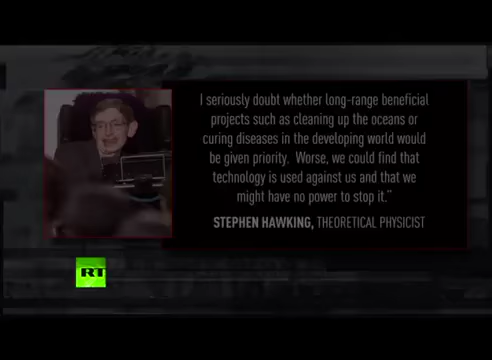 I seriously doubt whether long-range beneficial
projects such as cleaning up the oceans or
curing diseases in the developing world would
be given priority. Worse, we could find that
technology is used against us and that we
might have no power to stop it.”
STEPHEN HAWKING, THEORETICAL PHYSICIST
RT